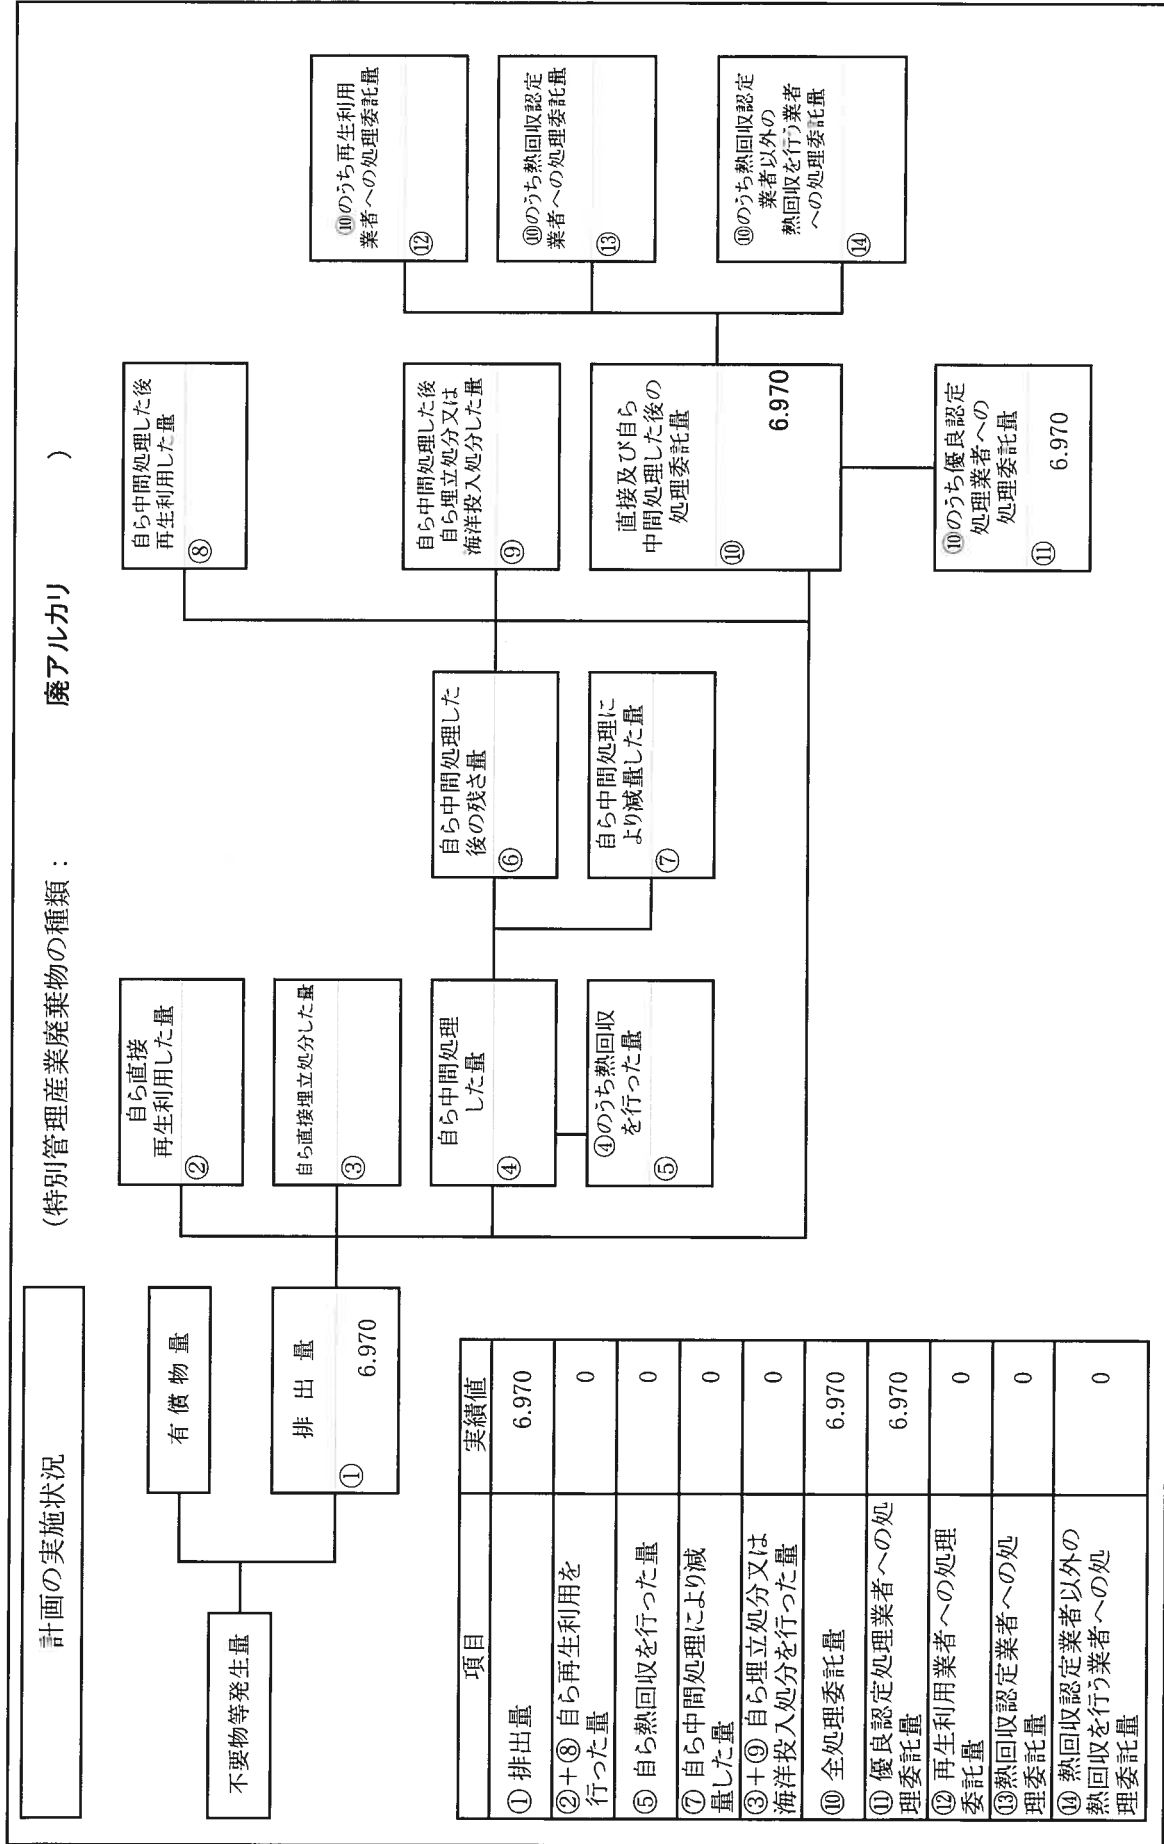 計画の実施状況
(特別管理産業廃棄物の種類： 廃アルカリ )
不要物等発生量
有 償 物 量
排 出 量
① 6.970
自ら直接
再生利用した量
②
自ら直接埋立処分した量
③
自ら中間処理
した量
④
④のうち熱回収
を行った量
⑤
自ら中間処理した
後の残さ量
⑥
自ら中間処理に
より減量した量
⑦
自ら中間処理した後
再生利用した量
⑧
自ら中間処理した後
自ら埋立処分又は
海洋投入処分した量
⑨
直接及び自ら
中間処理した後の
処理委託量
⑩ 6.970
⑩のうち優良認定
処理業者への
処理委託量
⑪ 6.970
⑩のうち再生利用
業者への処理委託量
⑫
⑩のうち熱回収認定
業者への処理委託量
⑬
⑩のうち熱回収認定
業者以外の
熱回収を行う業者
への処理委託量
⑭
項目 実績値
① 排出量 6.970
②+⑧ 自ら再生利用を
行った量 0
⑤ 自ら熱回収を行った量 0
⑦ 自ら中間処理により減
量した量 0
③+⑨ 自ら埋立処分又は
海洋投入処分を行った量 0
⑩ 全処理委託量 6.970
⑪ 優良認定処理業者への処
理委託量 6.970
⑫ 再生利用業者への処理
委託量 0
⑬熱回収認定業者への処
理委託量 0
⑭ 熱回収認定業者以外の
熱回収を行う業者への処
理委託量 0